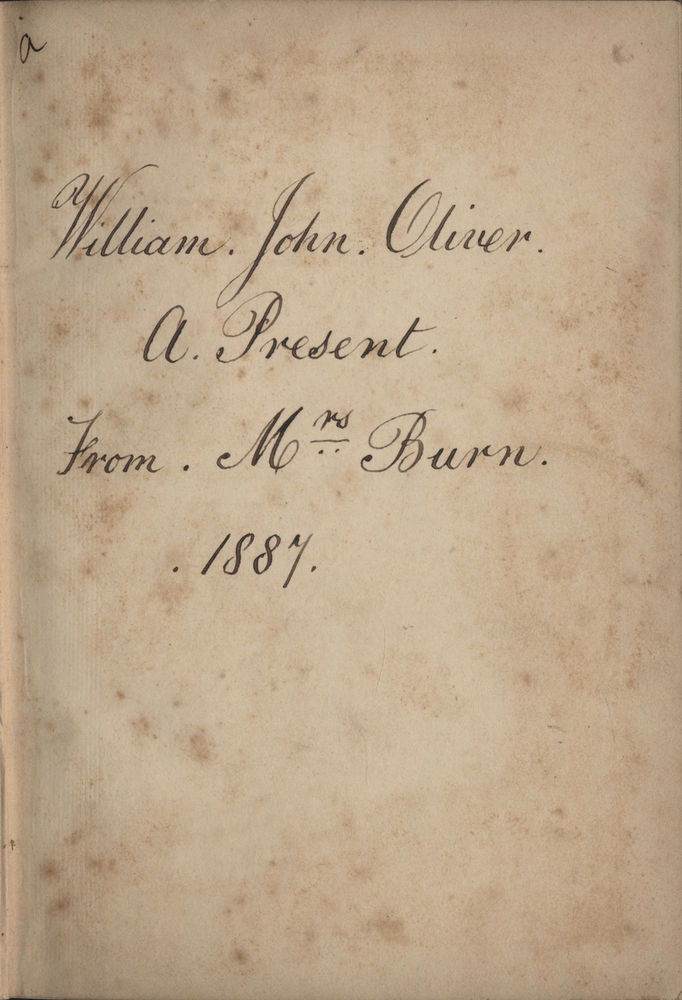 a
William. John. Oliver.
A. Present.
From. Mrs Burn.
. 1887.